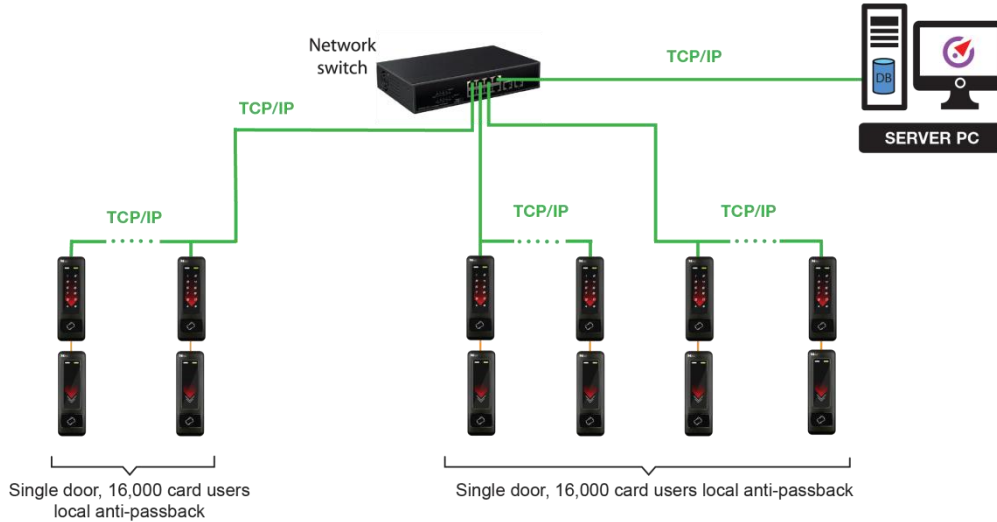 Network
switch
TCP/IP
DB
SERVER PC
TCP/IP
TCP/IP
TCP/IP
TCP/IP
Single door, 16,000 card users
local anti-passback
Single door, 16,000 card users local anti-passback